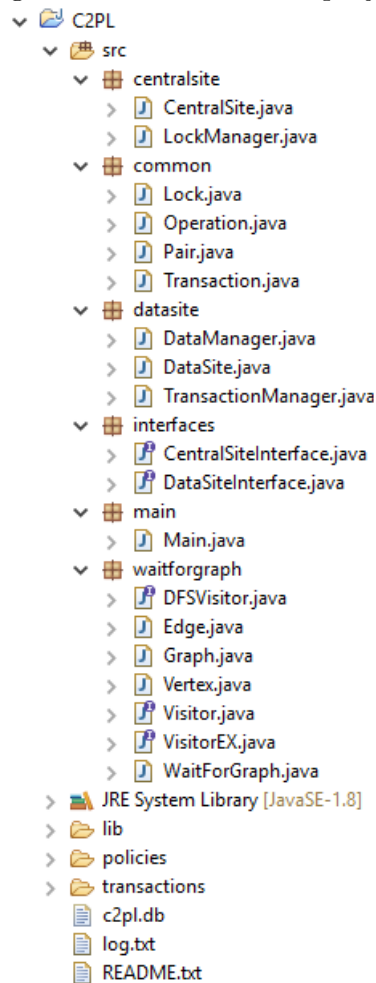 C2PL
src
centralsite
CentralSite.java
LockManager.java
common
Lock.java
Operation.java
Pair.java
Transaction.java
datasite
DataManager.java
DataSite.java
TransactionManager.java
interfaces
CentralSiteInterface.java
DataSiteInterface.java
main
Main.java
waitforgraph
DFSVisitor.java
Edge.java
Graph.java
Vertex.java
Visitor.java
VisitorEX.java
WaitForGraph.java
JRE System Library [JavaSE-1.8]
lib
policies
transactions
c2pl.db
log.txt
README.txt